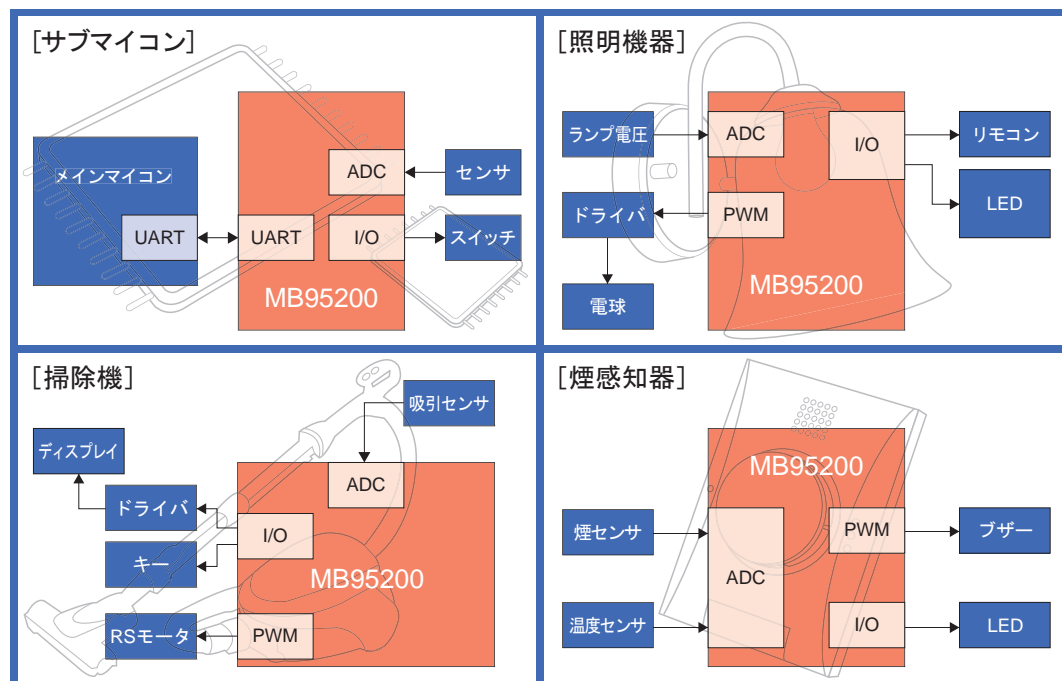 [サブマイコン]
メインマイコン
UART
UART
ADC
I/O
MB95200
センサ
スイッチ
[照明機器]
ランプ電圧
ADC
I/O
リモコン
ドライバ
PWM
LED
MB95200
電球
[掃除機]
吸引センサ
ディスプレイ
ADC
ドライバ
I/O
キー
MB95200
RSモータ
PWM
[煙感知器]
MB95200
煙センサ
ADC
PWM
ブザー
温度センサ
I/O
LED